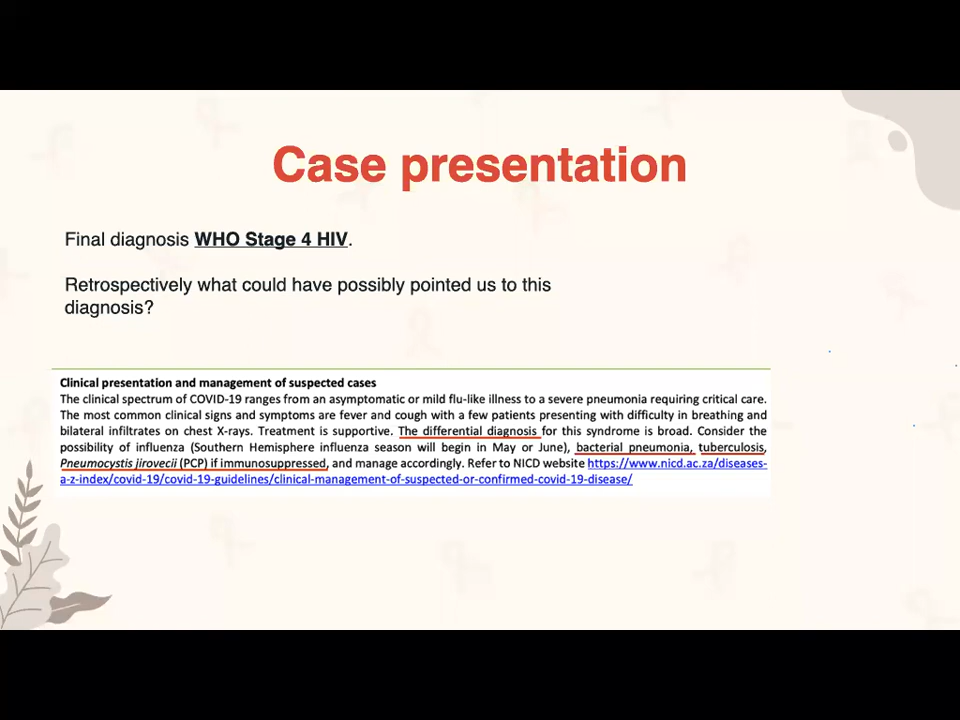 Case presentation
Final diagnosis WHO Stage 4 HIV.
Retrospectively what could have possibly pointed us to this
diagnosis?
Clinical presentation and management of suspected cases
The clinical spectrum of COVID-19 ranges from an asymptomatic or mild flu-like illness to a severe pneumonia requiring critical care.
The most common clinical signs and symptoms are fever and cough with a few patients presenting with difficulty in breathing and
bilateral infiltrates on chest X-rays. Treatment is supportive. The differential diagnosis for this syndrome is broad. Consider the
possibility of influenza (Southern Hemisphere influenza season will begin in May or June), bacterial pneumonia, tuberculosis,
Pneumocystis jirovecii (PCP) if immunosuppressed, and manage accordingly. Refer to NICD website https://www.nicd.ac.za/diseases-
a-z-index/covid-19/covid-19-guidelines/clinical-management-of-suspected-or-confirmed-covid-19-disease/